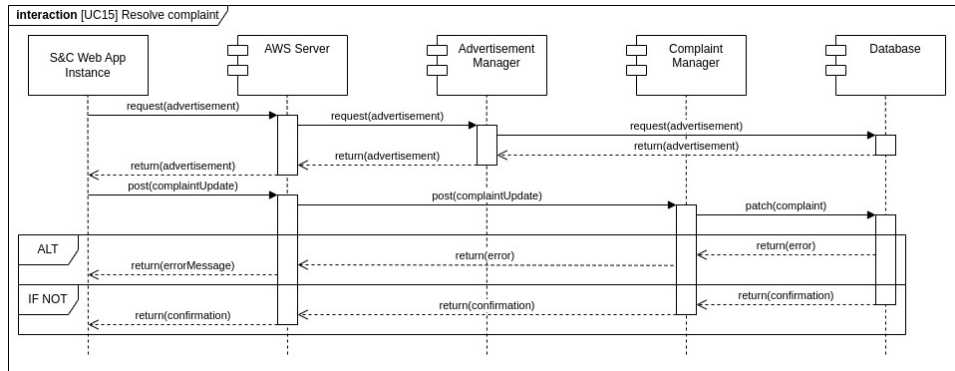 interaction [UC15] Resolve complaint
S&C Web App
Instance
AWS Server
Advertisement
Manager
Complaint
Manager
Database
request(advertisement)
request(advertisement)
request(advertisement)
return(advertisement)
return(advertisement)
return(advertisement)
post(complaintUpdate)
post(complaintUpdate)
patch(complaint)
ALT
return(error)
return(error)
return(errorMessage)
IF NOT
return(confirmation)
return(confirmation)
return(confirmation)